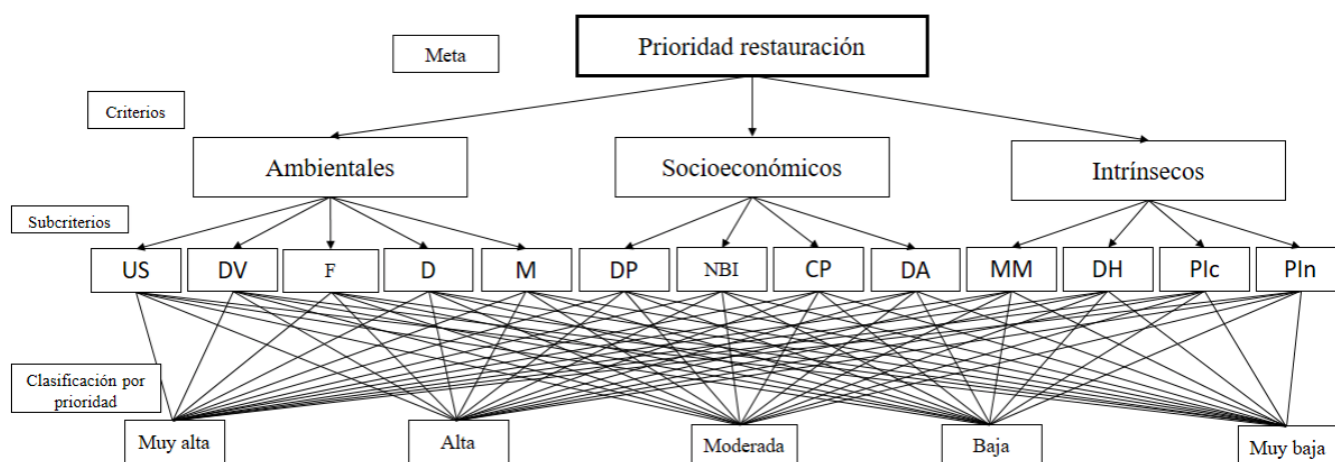 Prioridad restauración
Meta
Criterios
Ambientales
Socioeconómicos
Intrínsecos
Subcriterios
US
DV
F
D
M
DP
NBI
CP
DA
MM
DH
PIc
PIn
Clasificación por
prioridad
Muy alta
Alta
Moderada
Baja
Muy baja